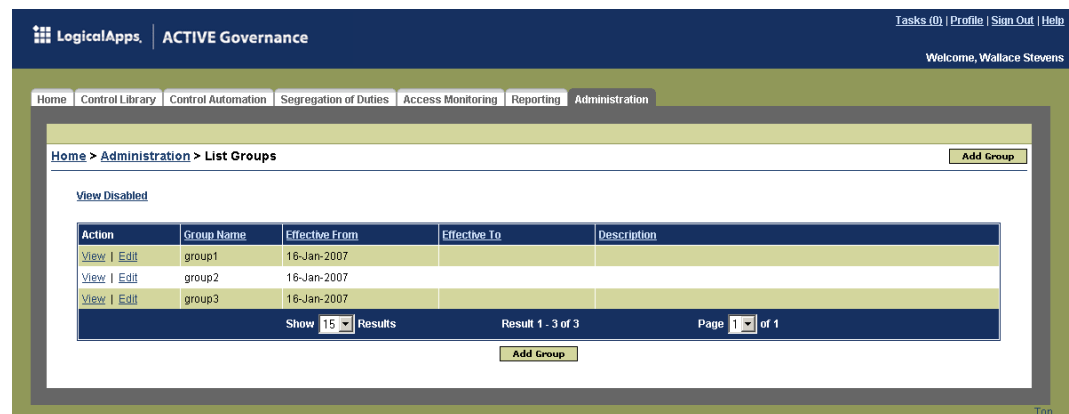 Tasks (0) | Profile | Sign Out | Help
LogicalApps. | ACTIVE Governance
Welcome, Wallace Stevens
Home Control Library Control Automation Segregation of Duties Access Monitoring Reporting Administration
Home > Administration > List Groups Add Group
View Disabled
Action Group Name Effective From Effective To Description
View | Edit group1 16-Jan-2007
View | Edit group2 16-Jan-2007
View | Edit group3 16-Jan-2007
Show 15 Results Result 1 - 3 of 3 Page 1 of 1
Add Group
Top